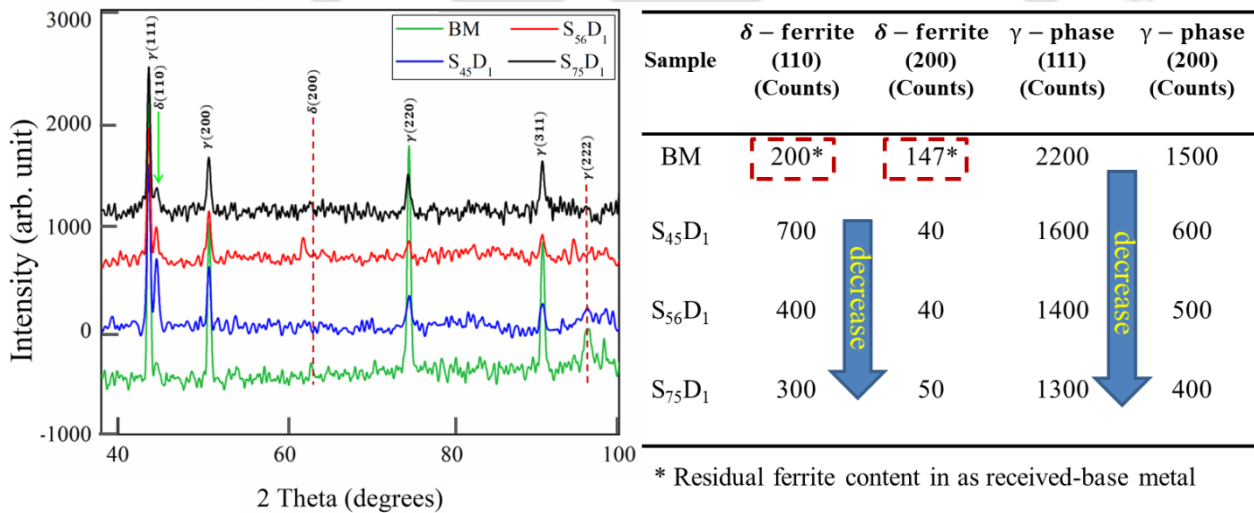 Intensity (arb. unit)
3000
2000
1000
0
-1000
40
60
80
100
2 Theta (degrees)
BM
S₅₆D₁
S₄₅D₁
S₇₅D₁
γ(111)
δ(110)
γ(200)
δ(200)
γ(220)
γ(311)
γ(222)
Sample
δ – ferrite (110) (Counts)
δ – ferrite (200) (Counts)
γ – phase (111) (Counts)
γ – phase (200) (Counts)
BM 200* 147* 2200 1500
S₄₅D₁ 700 40 1600 600
S₅₆D₁ 400 40 1400 500
S₇₅D₁ 300 50 1300 400
decrease
decrease
* Residual ferrite content in as received-base metal